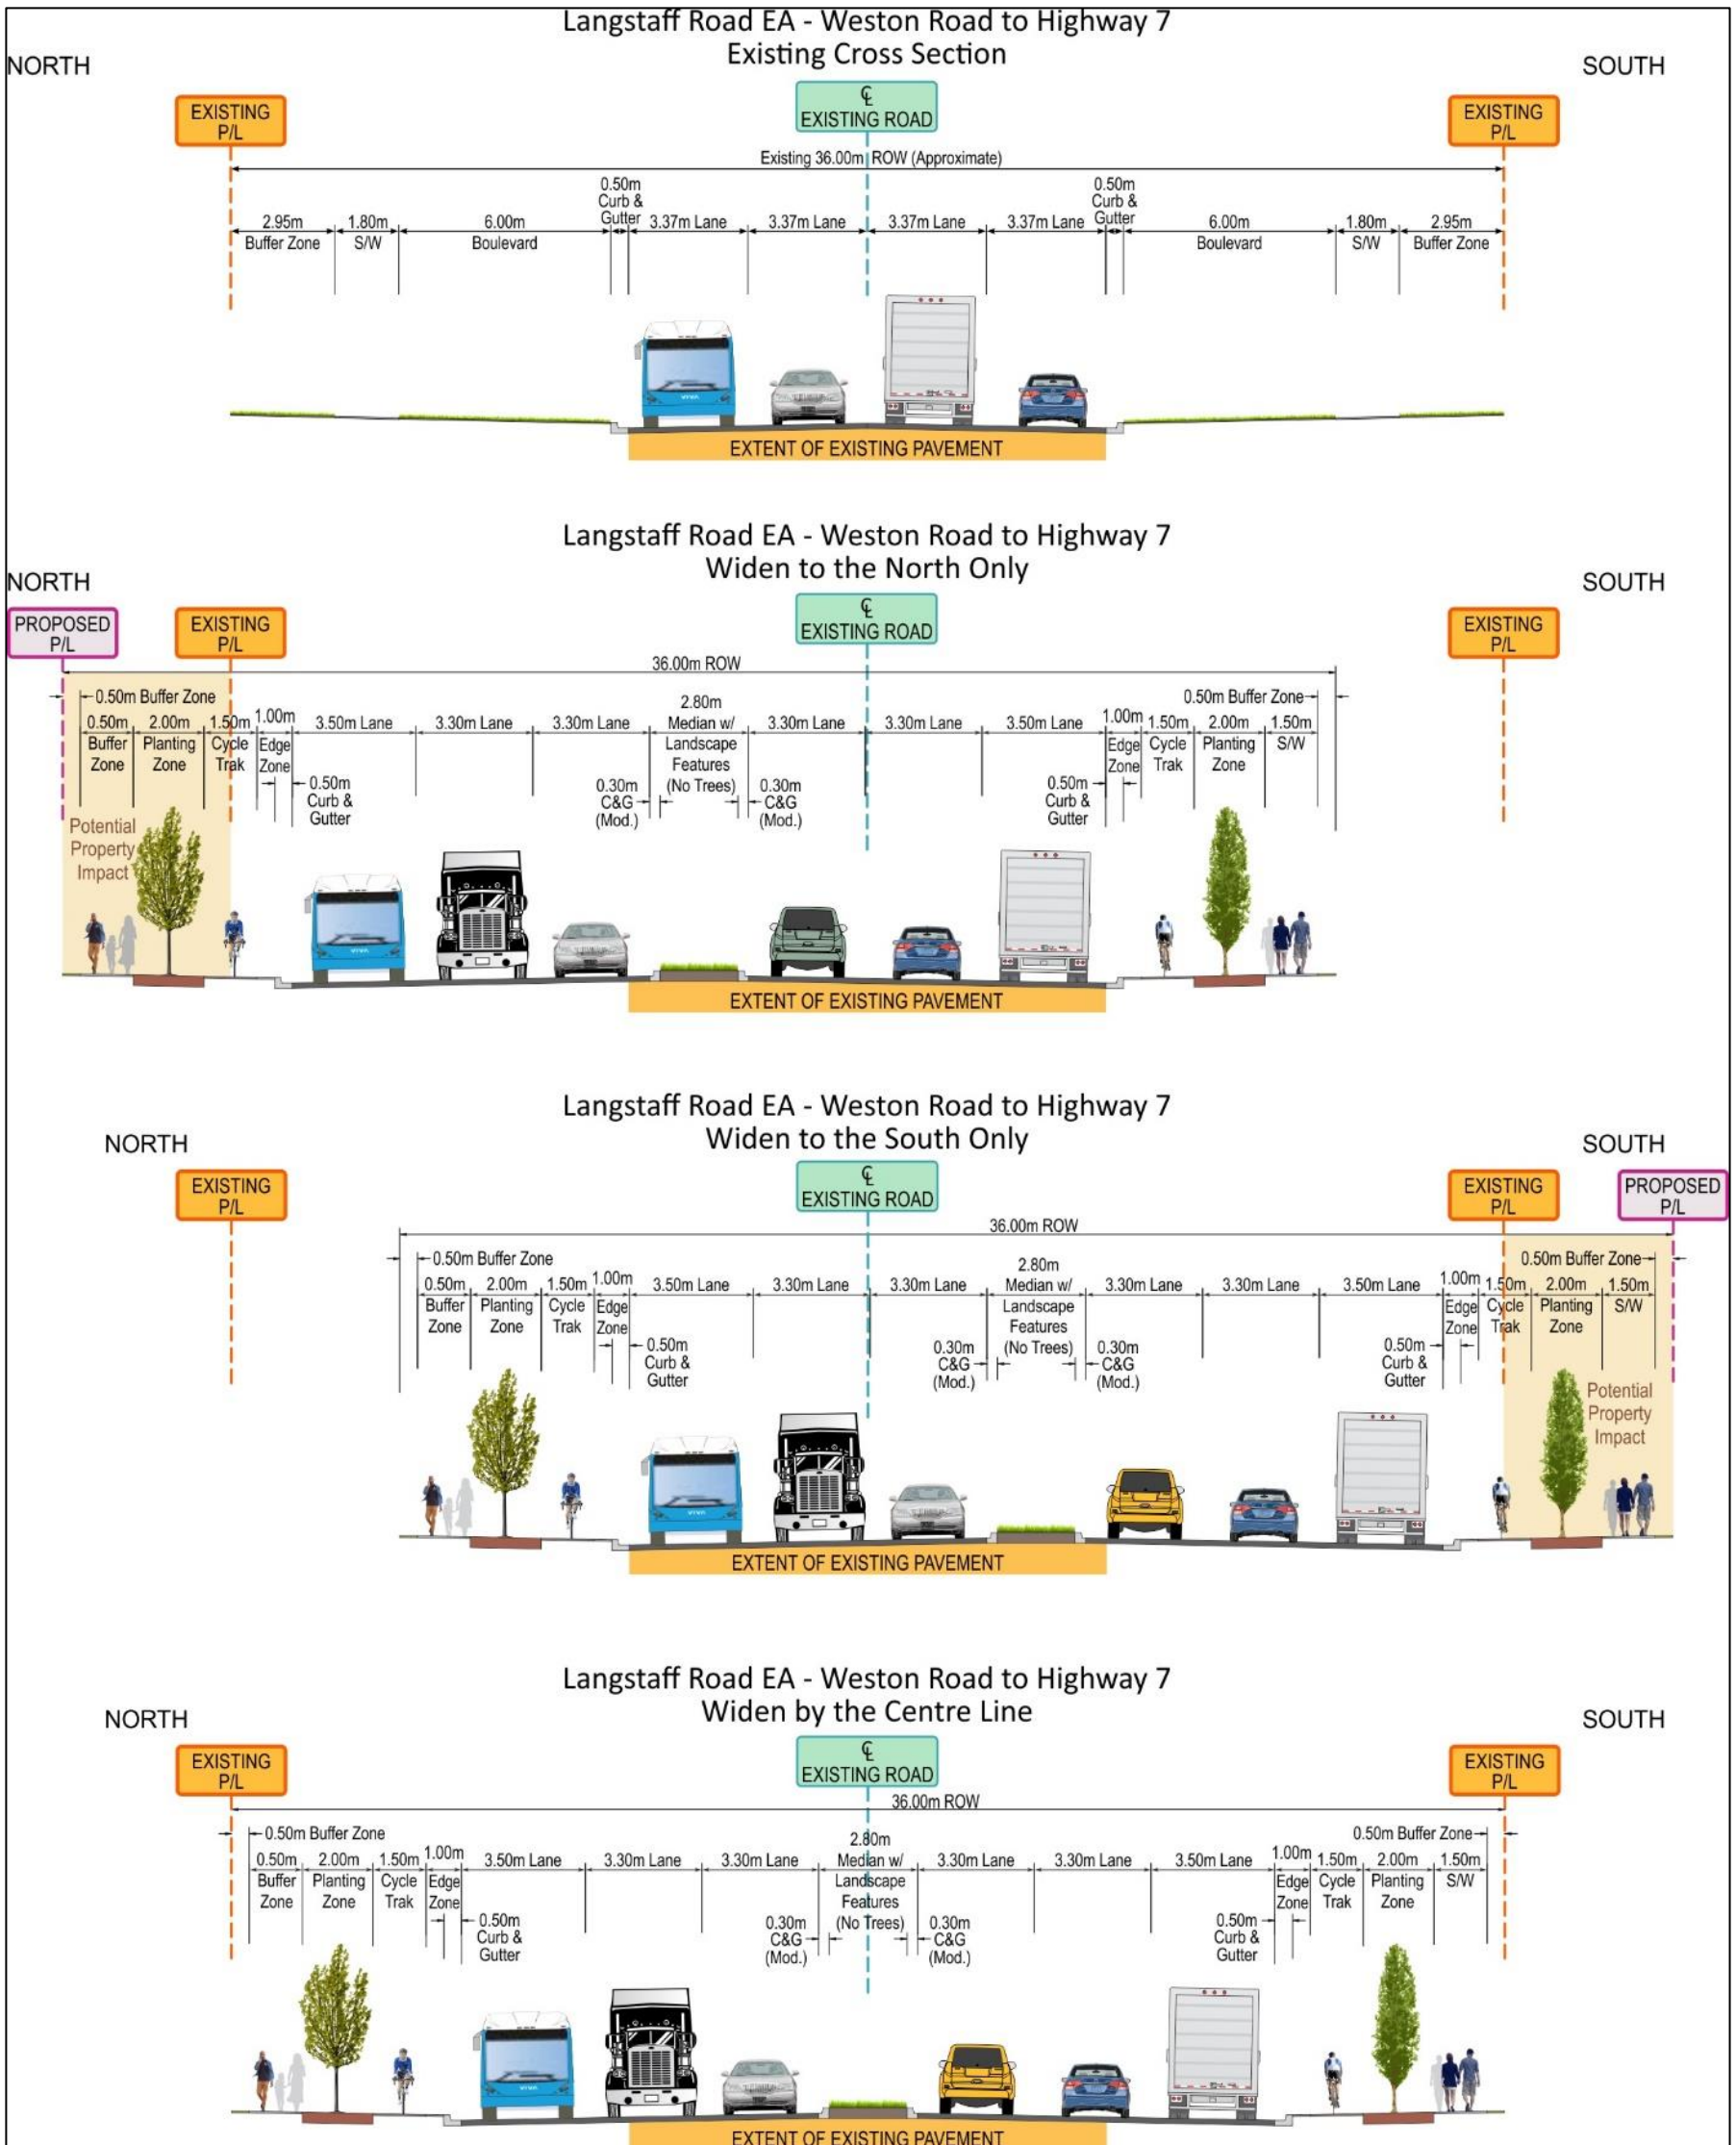 Langstaff Road EA - Weston Road to Highway 7
Existing Cross Section
NORTH
SOUTH
EXISTING
P/L
℄
EXISTING ROAD
EXISTING
P/L
Existing 36.00m ROW (Approximate)
2.95m
Buffer Zone
1.80m
S/W
6.00m
Boulevard
0.50m
Curb &
Gutter
3.37m Lane
3.37m Lane
3.37m Lane
3.37m Lane
0.50m
Curb &
Gutter
6.00m
Boulevard
1.80m
S/W
2.95m
Buffer Zone
EXTENT OF EXISTING PAVEMENT
Langstaff Road EA - Weston Road to Highway 7
Widen to the North Only
NORTH
SOUTH
PROPOSED
P/L
EXISTING
P/L
℄
EXISTING ROAD
EXISTING
P/L
36.00m ROW
0.50m Buffer Zone
0.50m
Buffer
Zone
2.00m
Planting
Zone
1.50m
Cycle
Trak
1.00m
Edge
Zone
0.50m
Curb &
Gutter
3.50m Lane
3.30m Lane
3.30m Lane
0.30m
C&G
(Mod.)
2.80m
Median w/
Landscape
Features
(No Trees)
0.30m
C&G
(Mod.)
3.30m Lane
3.30m Lane
3.50m Lane
0.50m
Curb &
Gutter
1.00m
Edge
Zone
1.50m
Cycle
Trak
2.00m
Planting
Zone
1.50m
S/W
0.50m Buffer Zone
Potential
Property
Impact
EXTENT OF EXISTING PAVEMENT
Langstaff Road EA - Weston Road to Highway 7
Widen to the South Only
NORTH
SOUTH
EXISTING
P/L
℄
EXISTING ROAD
EXISTING
P/L
PROPOSED
P/L
36.00m ROW
0.50m Buffer Zone
0.50m
Buffer
Zone
2.00m
Planting
Zone
1.50m
Cycle
Trak
1.00m
Edge
Zone
0.50m
Curb &
Gutter
3.50m Lane
3.30m Lane
3.30m Lane
0.30m
C&G
(Mod.)
2.80m
Median w/
Landscape
Features
(No Trees)
0.30m
C&G
(Mod.)
3.30m Lane
3.30m Lane
3.50m Lane
0.50m
Curb &
Gutter
1.00m
Edge
Zone
1.50m
Cycle
Trak
2.00m
Planting
Zone
1.50m
S/W
0.50m Buffer Zone
Potential
Property
Impact
EXTENT OF EXISTING PAVEMENT
Langstaff Road EA - Weston Road to Highway 7
Widen by the Centre Line
NORTH
SOUTH
EXISTING
P/L
℄
EXISTING ROAD
EXISTING
P/L
36.00m ROW
0.50m Buffer Zone
0.50m
Buffer
Zone
2.00m
Planting
Zone
1.50m
Cycle
Trak
1.00m
Edge
Zone
0.50m
Curb &
Gutter
3.50m Lane
3.30m Lane
3.30m Lane
0.30m
C&G
(Mod.)
2.80m
Median w/
Landscape
Features
(No Trees)
0.30m
C&G
(Mod.)
3.30m Lane
3.30m Lane
3.50m Lane
0.50m
Curb &
Gutter
1.00m
Edge
Zone
1.50m
Cycle
Trak
2.00m
Planting
Zone
1.50m
S/W
0.50m Buffer Zone
EXTENT OF EXISTING PAVEMENT